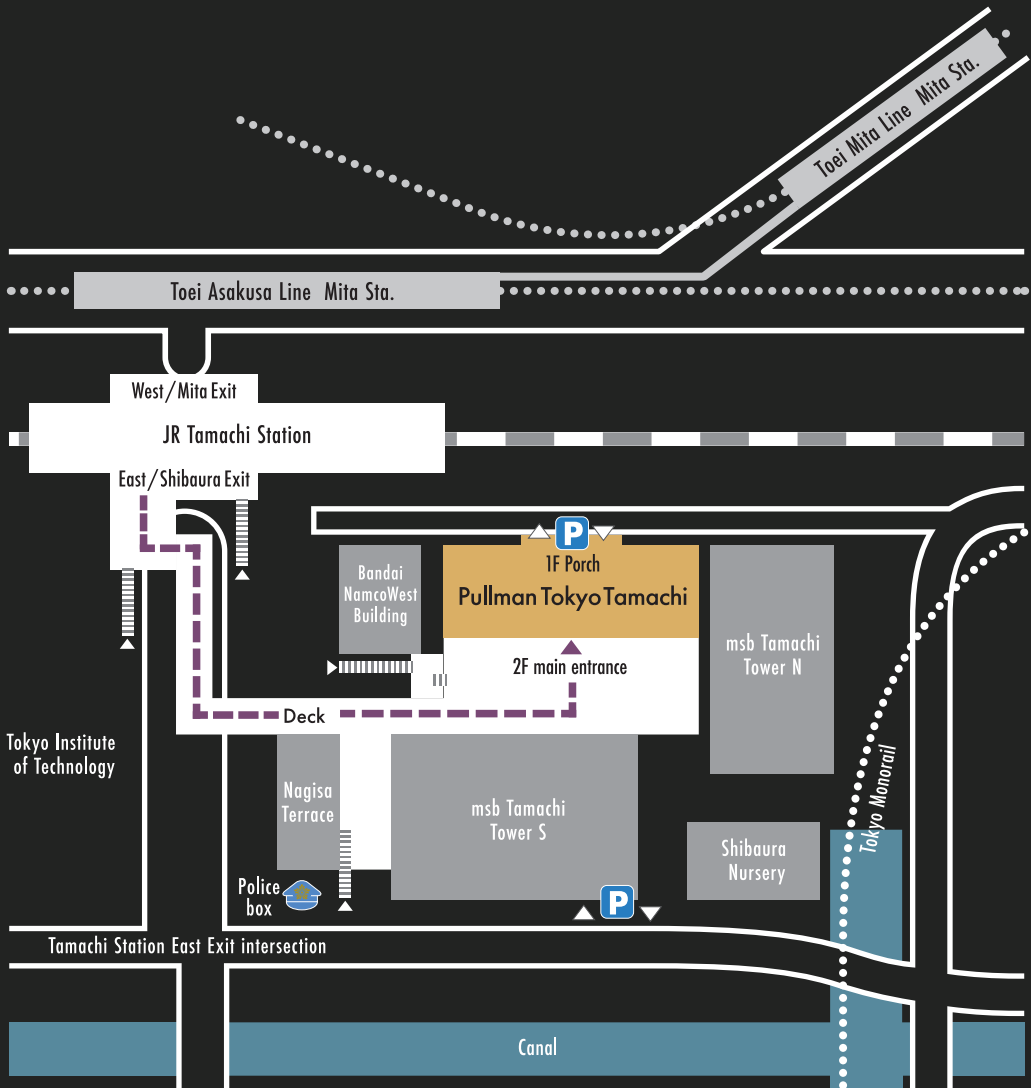 Toei Mita Line Mita Sta.
Toei Asakusa Line Mita Sta.
West/Mita Exit
JR Tamachi Station
East/Shibaura Exit
P
1F Porch
Pullman Tokyo Tamachi
Bandai
NamcoWest
Building
msb Tamachi
Tower N
2F main entrance
Deck
Tokyo Institute
of Technology
Nagisa
Terrace
msb Tamachi
Tower S
Tokyo Monorail
Shibaura
Nursery
Police
box
P
Tamachi Station East Exit intersection
Canal